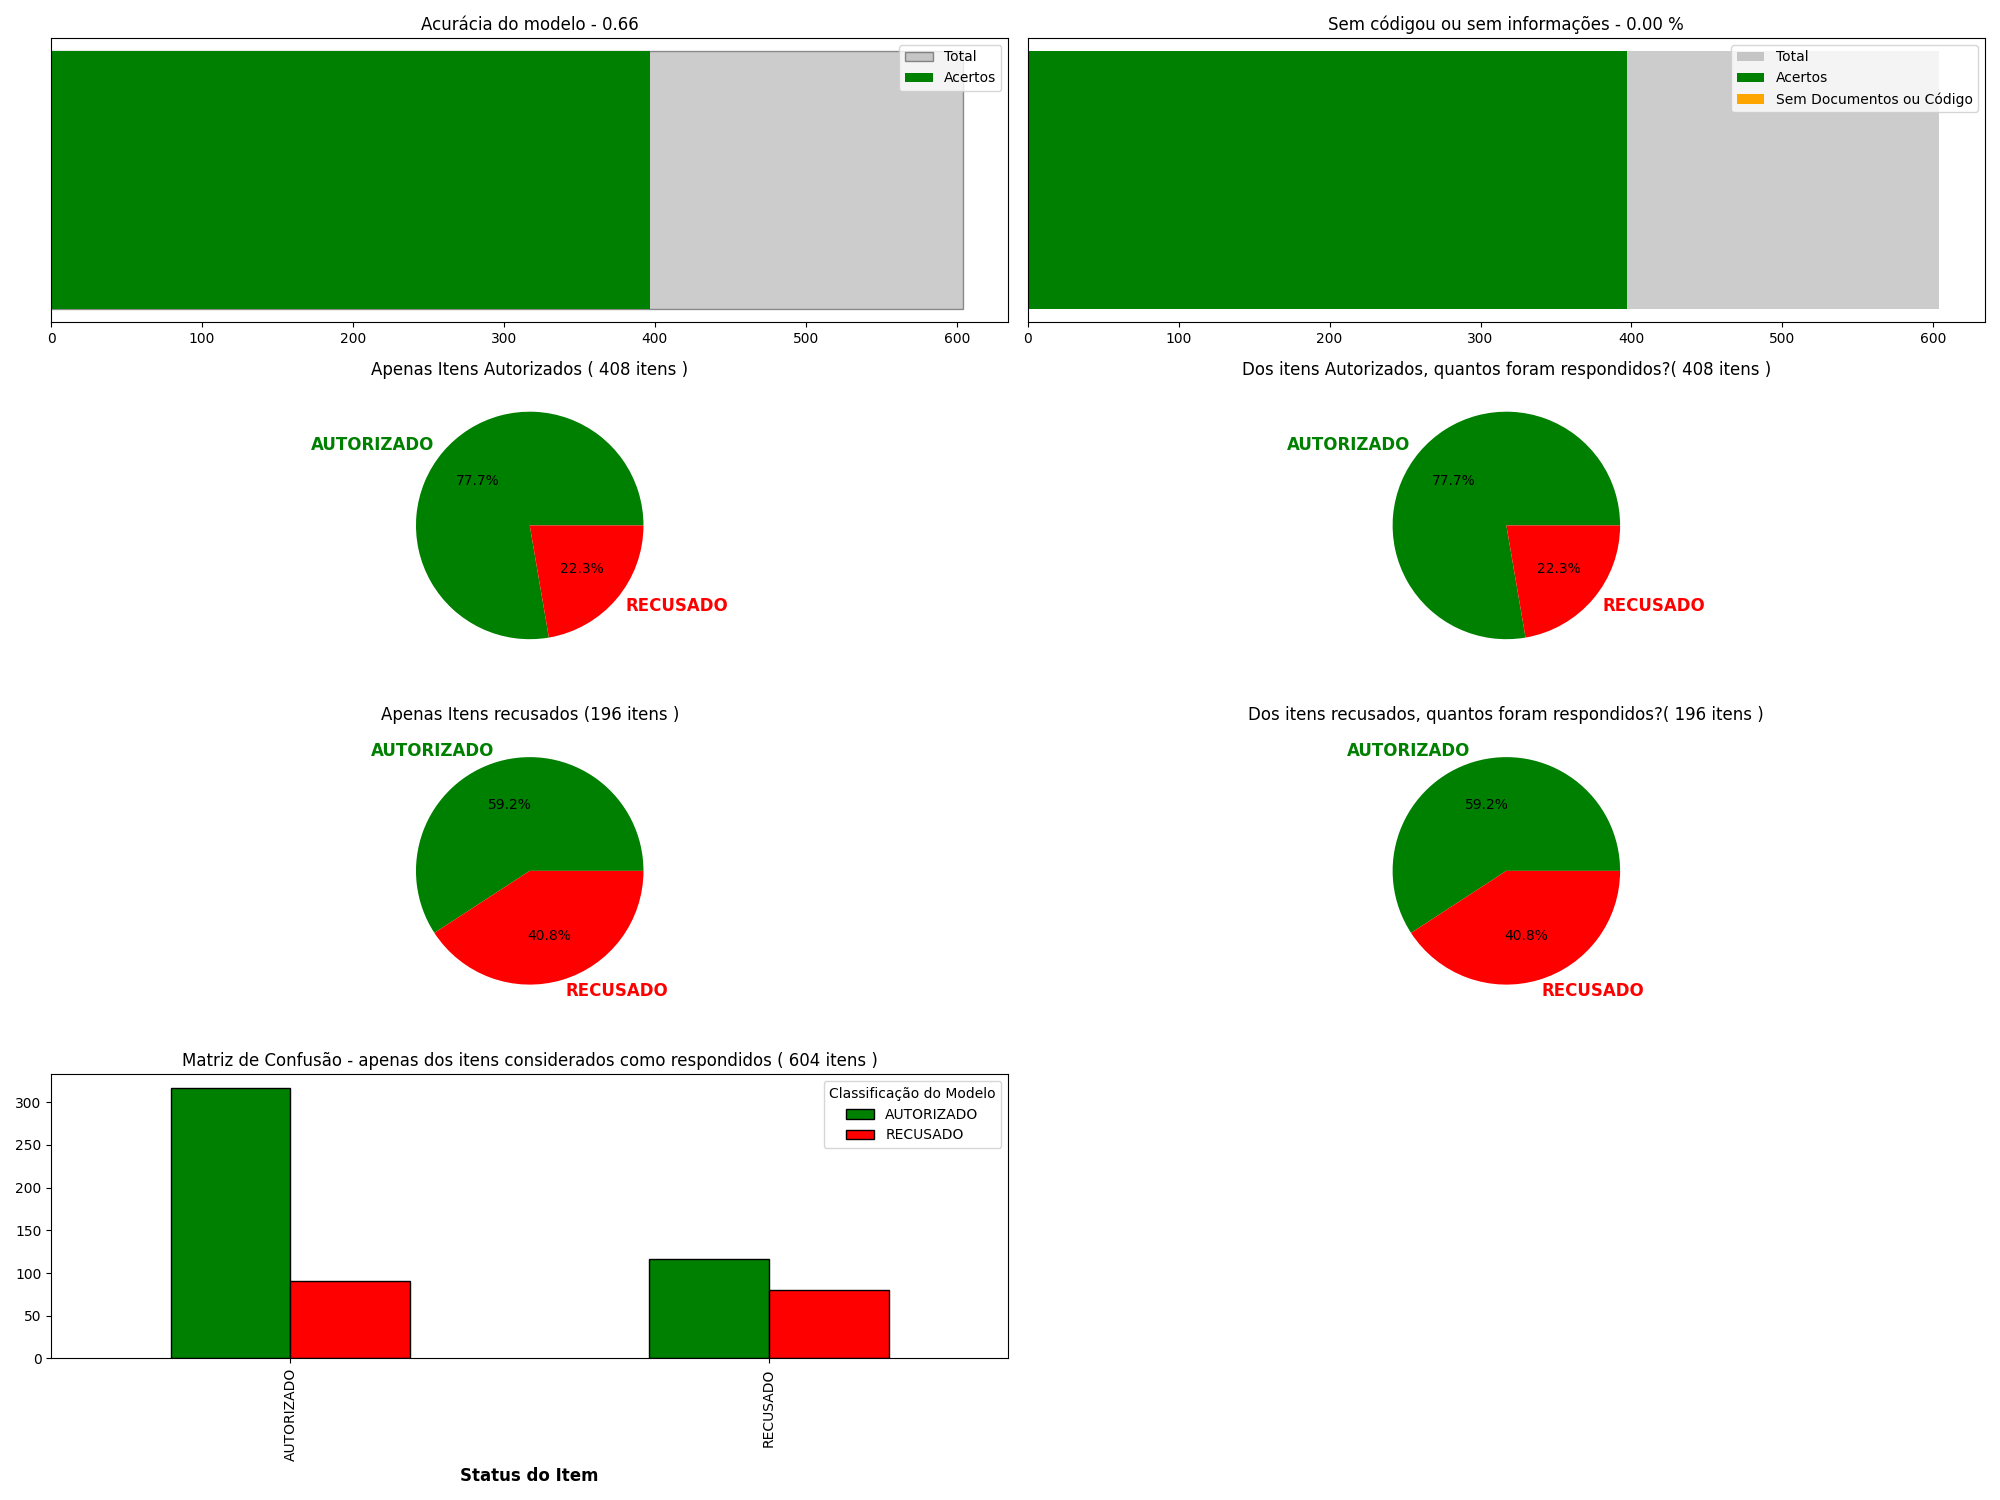 Acurácia do modelo - 0.66
Total
Acertos
0 100 200 300 400 500 600
Sem códigou ou sem informações - 0.00 %
Total
Acertos
Sem Documentos ou Código
0 100 200 300 400 500 600
Apenas Itens Autorizados ( 408 itens )
AUTORIZADO
77.7%
22.3%
RECUSADO
Dos itens Autorizados, quantos foram respondidos?( 408 itens )
AUTORIZADO
77.7%
22.3%
RECUSADO
Apenas Itens recusados (196 itens )
AUTORIZADO
59.2%
40.8%
RECUSADO
Dos itens recusados, quantos foram respondidos?( 196 itens )
AUTORIZADO
59.2%
40.8%
RECUSADO
Matriz de Confusão - apenas dos itens considerados como respondidos ( 604 itens )
Classificação do Modelo
AUTORIZADO
RECUSADO
300
250
200
150
100
50
0
AUTORIZADO
RECUSADO
Status do Item